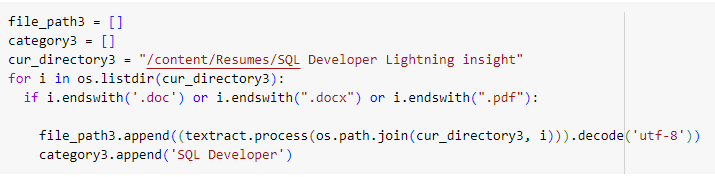 file_path3 = []
category3 = []
cur_directory3 = "/content/Resumes/SQL Developer Lightning insight"
for i in os.listdir(cur_directory3):
  if i.endswith('.doc') or i.endswith(".docx") or i.endswith(".pdf"):
    file_path3.append((textract.process(os.path.join(cur_directory3, i))).decode('utf-8'))
    category3.append('SQL Developer')